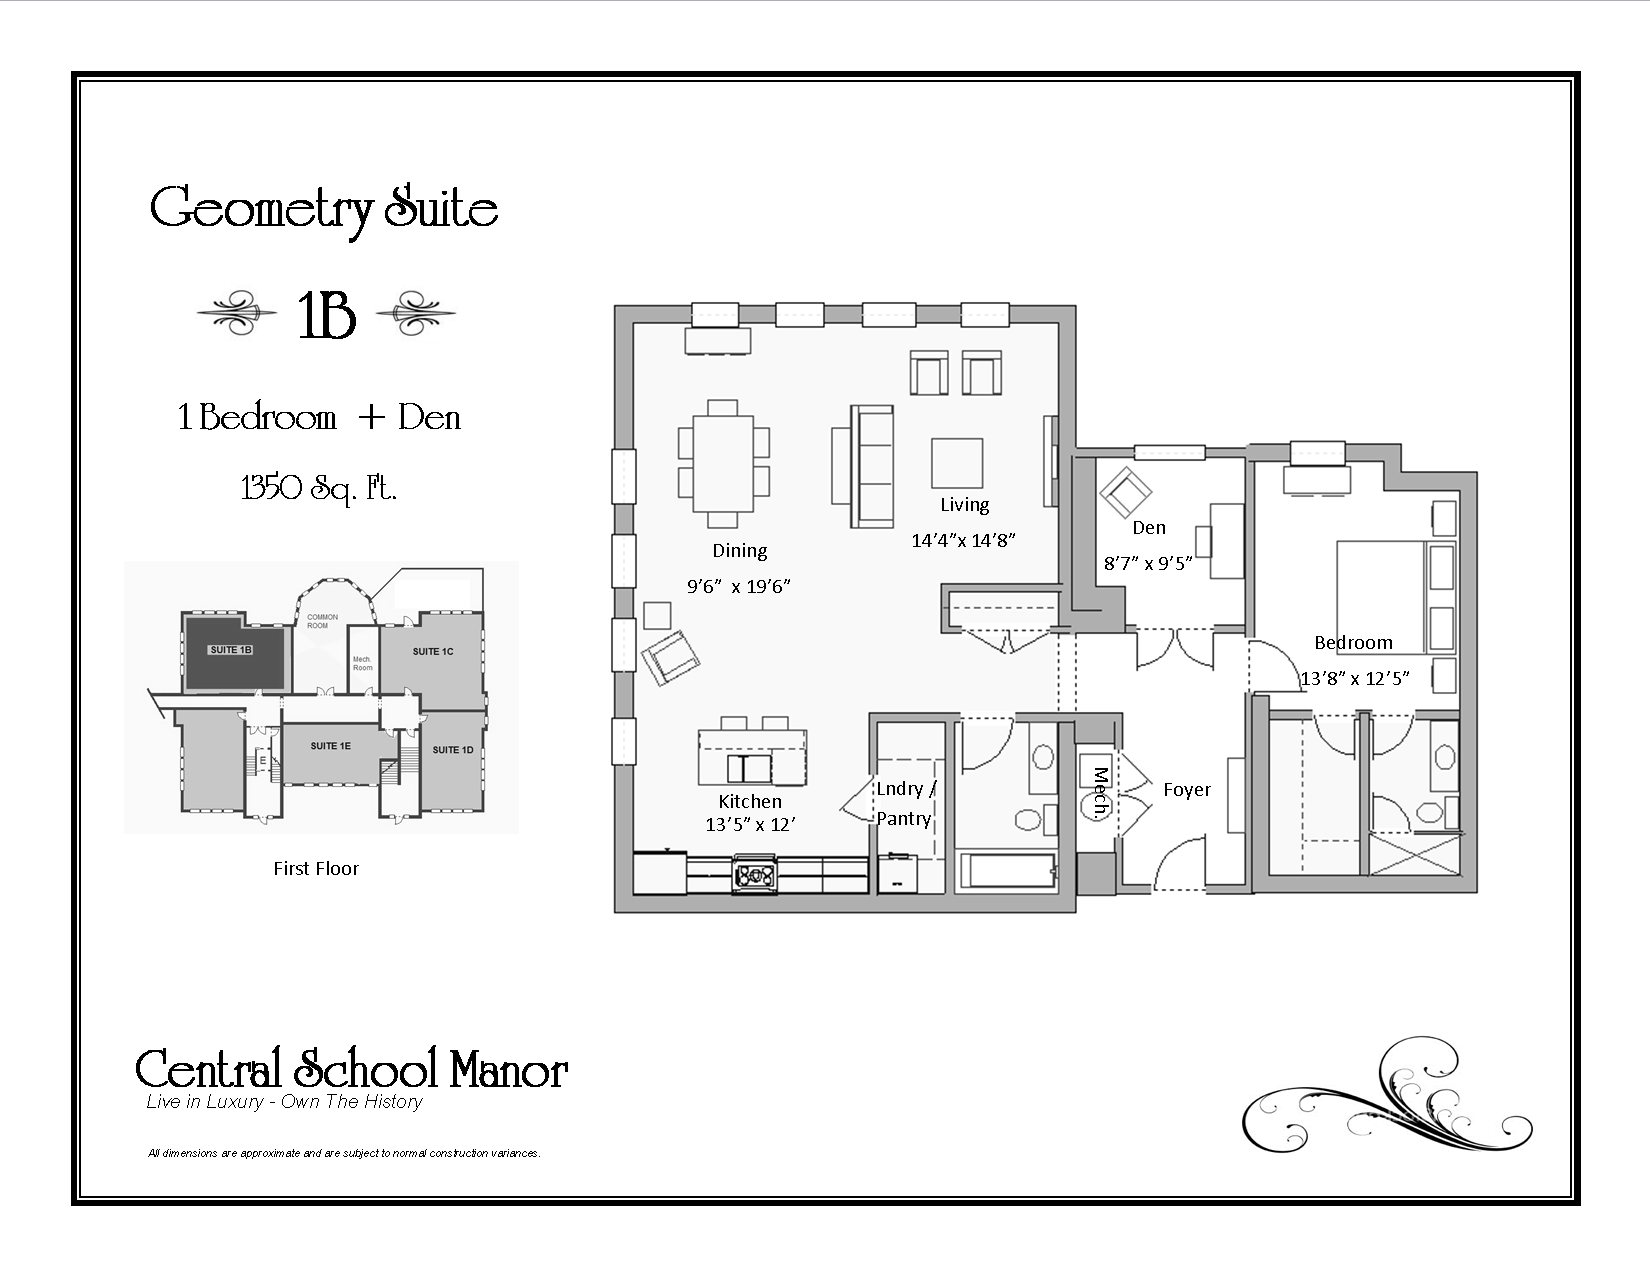 Geometry Suite
1B
1 Bedroom + Den
1350 Sq. Ft.
COMMON
ROOM
SUITE 1B
Mech.
Room
SUITE 1C
SUITE 1E
SUITE 1D
E
First Floor
Living
14’4”x 14’8”
Dining
9’6” x 19’6”
Den
8’7” x 9’5”
Bedroom
13’8” x 12’5”
Kitchen
13’5” x 12’
Lndry /
Pantry
Mech.
Foyer
Central School Manor
Live in Luxury - Own The History
All dimensions are approximate and are subject to normal construction variances.